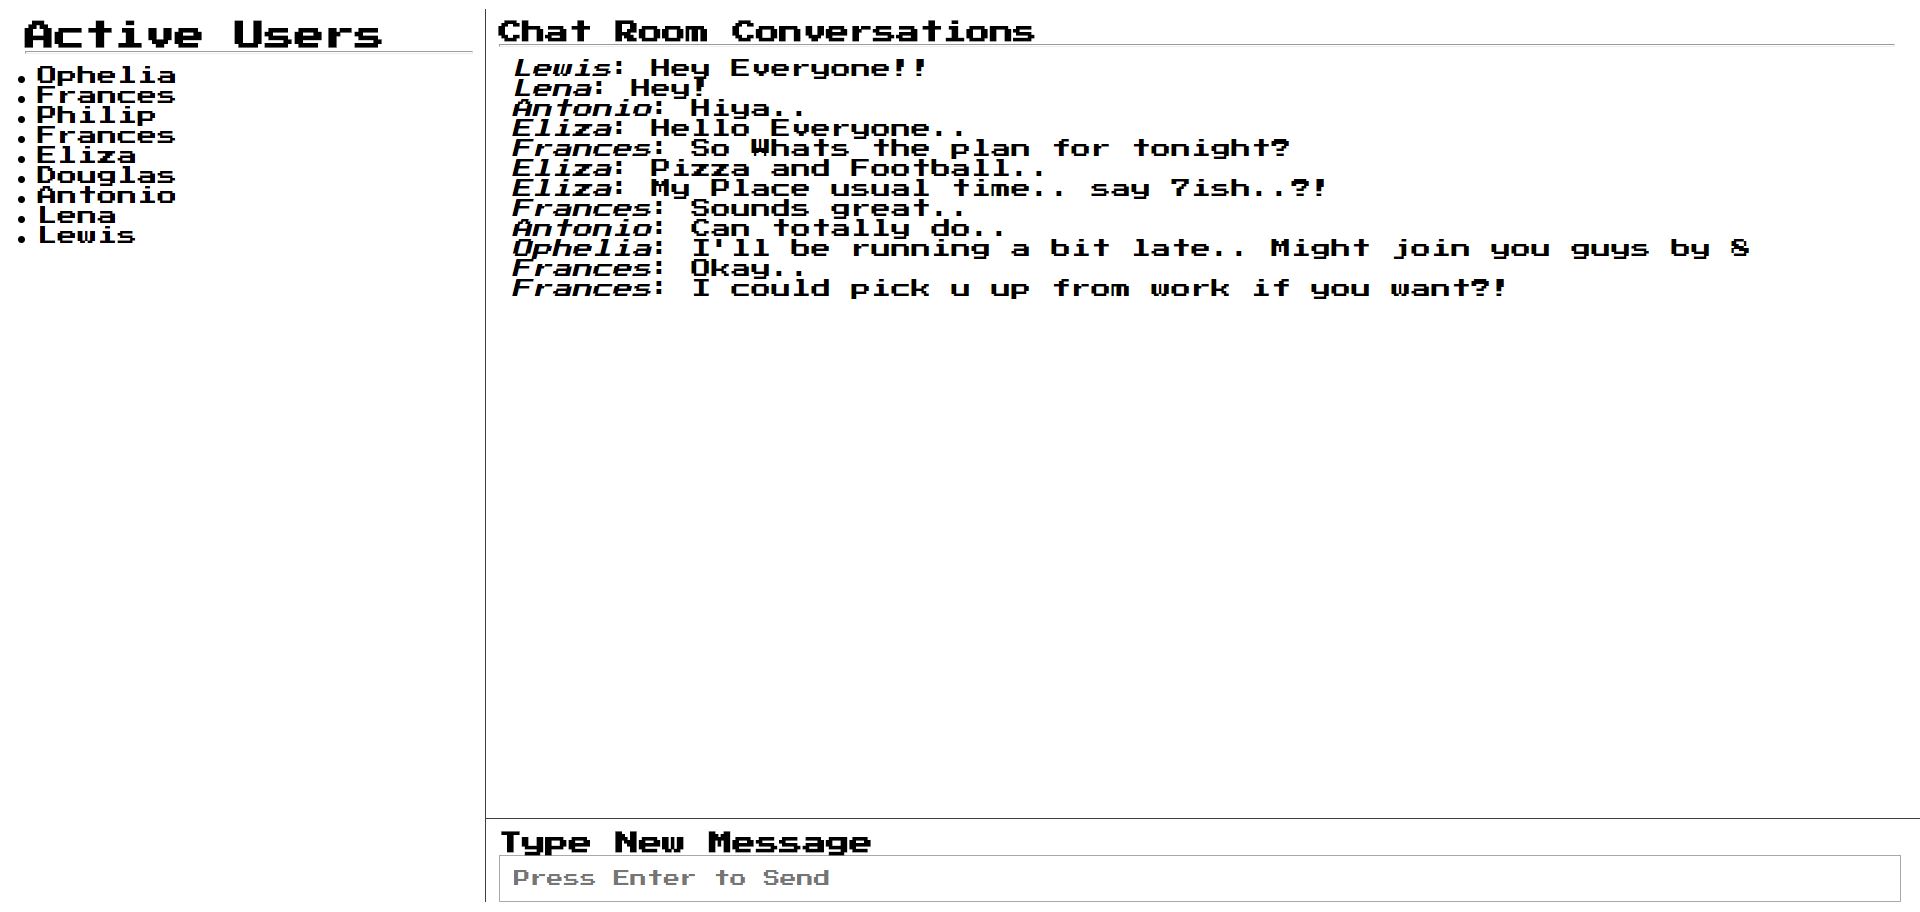 Active Users
Ophelia
Frances
Philip
Frances
Eliza
Douglas
Antonio
Lena
Lewis
Chat Room Conversations
Lewis: Hey Everyone!!
Lena: Hey!
Antonio: Hiya..
Eliza: Hello Everyone..
Frances: So Whats the plan for tonight?
Eliza: Pizza and Football..
Eliza: My Place usual time.. say 7ish..?!
Frances: Sounds great..
Antonio: Can totally do..
Ophelia: I'll be running a bit late.. Might join you guys by 8
Frances: Okay..
Frances: I could pick u up from work if you want?!
Type New Message
Press Enter to Send